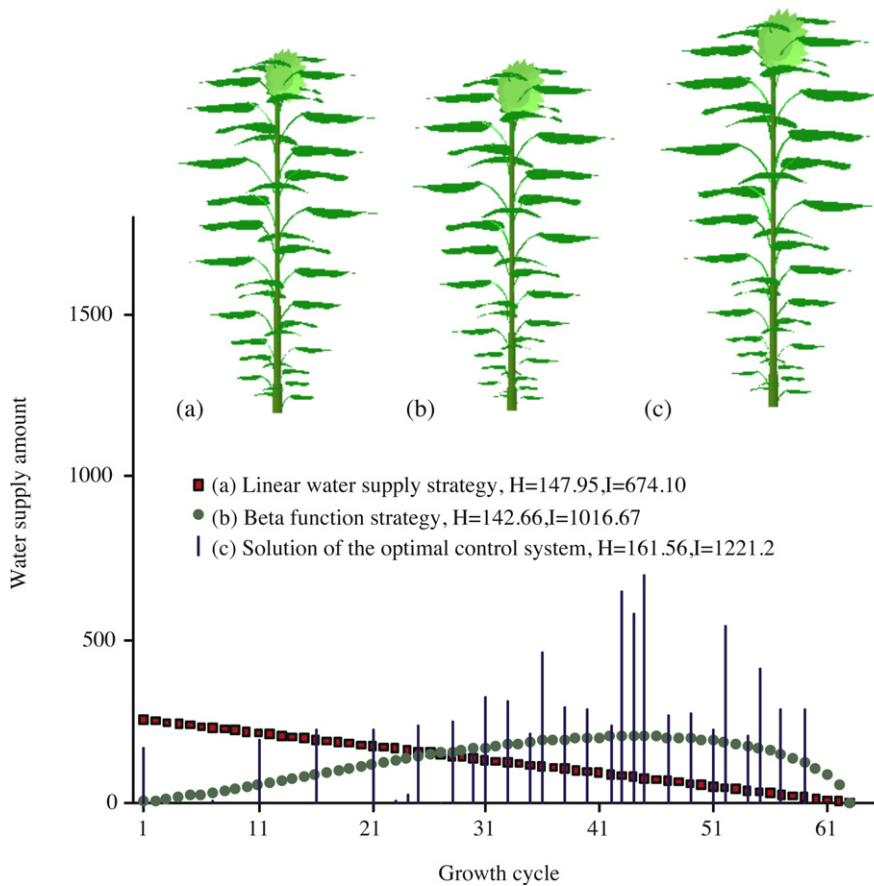 1500
(a)
(b)
(c)
1000
(a) Linear water supply strategy, H=147.95,I=674.10
(b) Beta function strategy, H=142.66,I=1016.67
(c) Solution of the optimal control system, H=161.56,I=1221.2
Water supply amount
500
0
1 11 21 31 41 51 61
Growth cycle